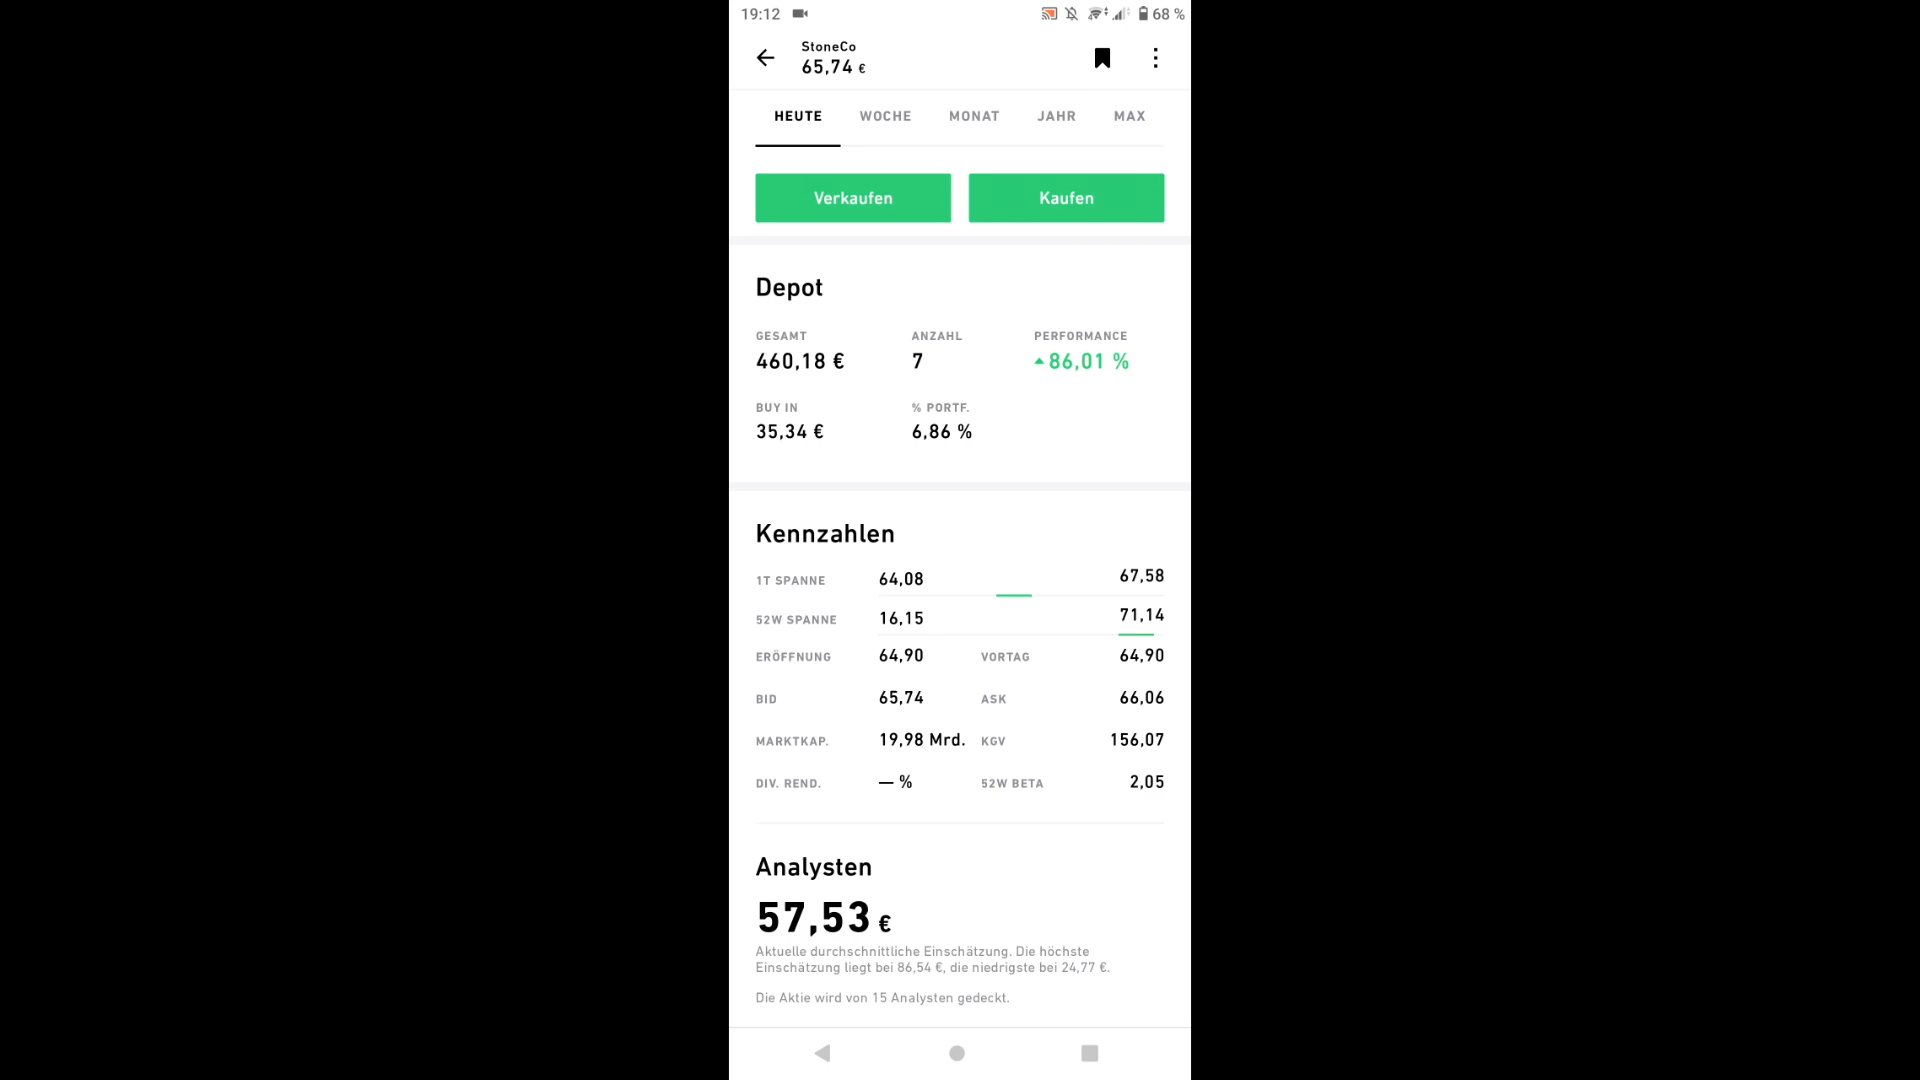 19:12
68 %
StoneCo
65,74 €
HEUTE WOCHE MONAT JAHR MAX
Verkaufen Kaufen
Depot
GESAMT ANZAHL PERFORMANCE
460,18 € 7 86,01 %
BUY IN % PORTF.
35,34 € 6,86 %
Kennzahlen
1T SPANNE 64,08 67,58
52W SPANNE 16,15 71,14
ERÖFFNUNG 64,90 VORTAG 64,90
BID 65,74 ASK 66,06
MARKTKAP. 19,98 Mrd. KGV 156,07
DIV. REND. — % 52W BETA 2,05
Analysten
57,53 €
Aktuelle durchschnittliche Einschätzung. Die höchste
Einschätzung liegt bei 86,54 €, die niedrigste bei 24,77 €.
Die Aktie wird von 15 Analysten gedeckt.